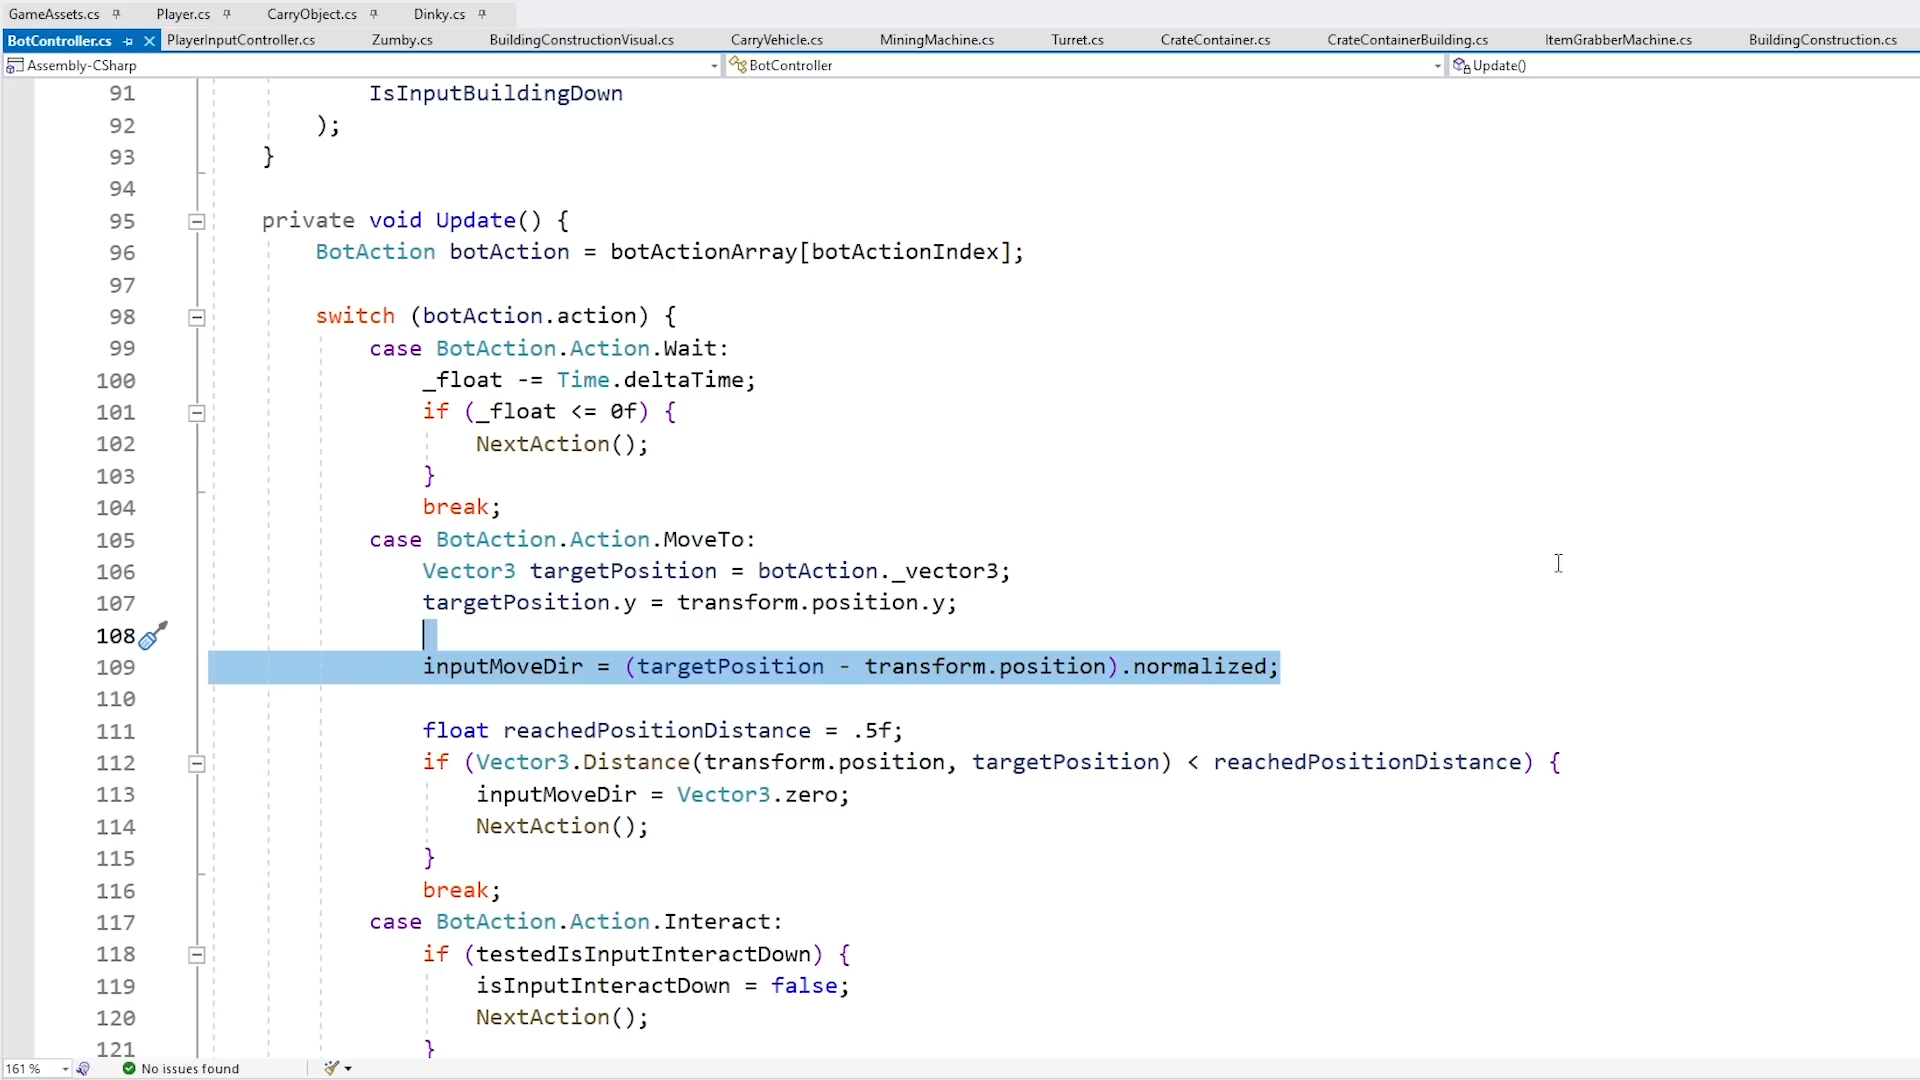 GameAssets.cs Player.cs CarryObject.cs Dinky.cs
BotController.cs PlayerInputController.cs Zumby.cs BuildingConstructionVisual.cs CarryVehicle.cs MiningMachine.cs Turret.cs CrateContainer.cs CrateContainerBuilding.cs ItemGrabberMachine.cs BuildingConstruction.cs
Assembly-CSharp BotController Update()
91 IsInputBuildingDown
92 );
93 }
94
95 private void Update() {
96 BotAction botAction = botActionArray[botActionIndex];
97
98 switch (botAction.action) {
99 case BotAction.Action.Wait:
100 _float -= Time.deltaTime;
101 if (_float <= 0f) {
102 NextAction();
103 }
104 break;
105 case BotAction.Action.MoveTo:
106 Vector3 targetPosition = botAction._vector3;
107 targetPosition.y = transform.position.y;
108
109 inputMoveDir = (targetPosition - transform.position).normalized;
110
111 float reachedPositionDistance = .5f;
112 if (Vector3.Distance(transform.position, targetPosition) < reachedPositionDistance) {
113 inputMoveDir = Vector3.zero;
114 NextAction();
115 }
116 break;
117 case BotAction.Action.Interact:
118 if (testedIsInputInteractDown) {
119 isInputInteractDown = false;
120 NextAction();
121 }
161 % No issues found